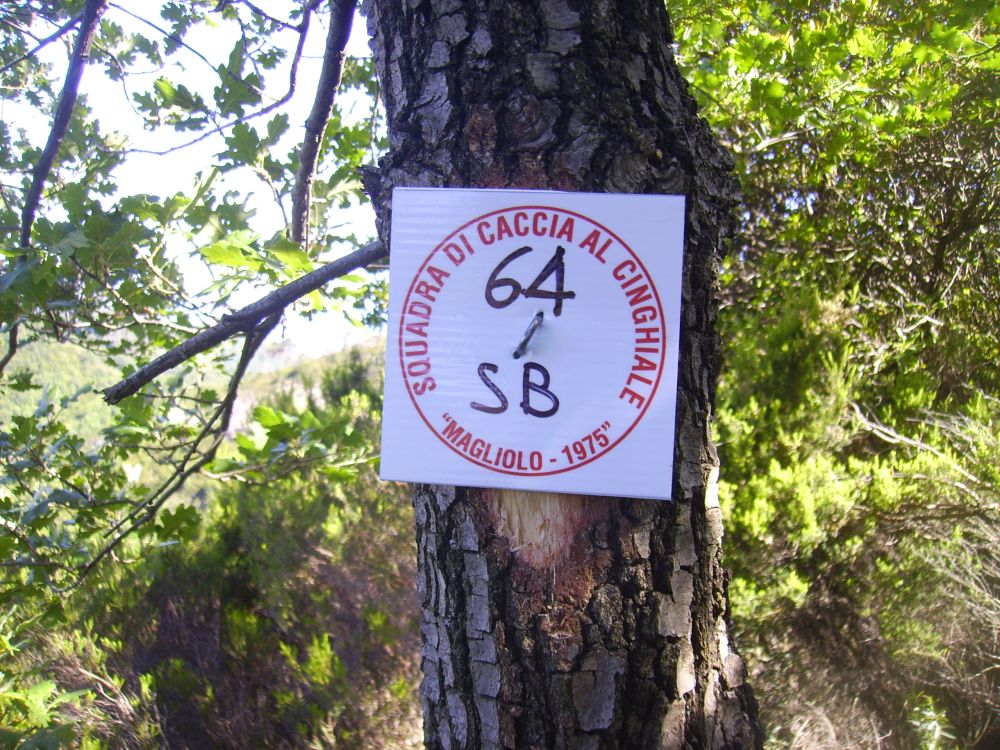 SQUADRA DI CACCIA AL CINGHIALE
64
SB
"MAGLIOLO - 1975"